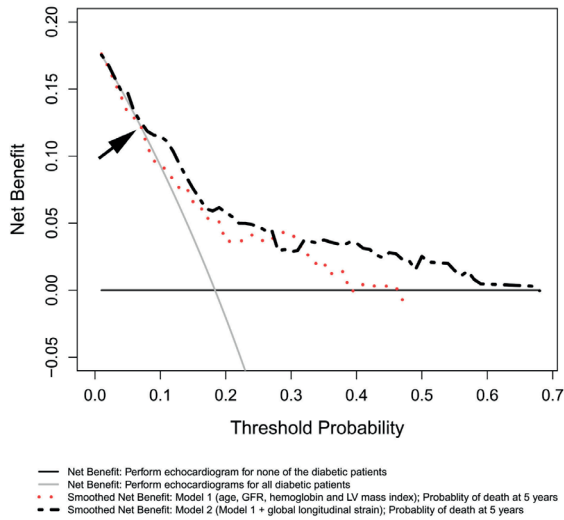 0.20
0.15
0.10
0.05
0.00
−0.05
Net Benefit
0.0 0.1 0.2 0.3 0.4 0.5 0.6 0.7
Threshold Probability
Net Benefit: Perform echocardiogram for none of the diabetic patients
Net Benefit: Perform echocardiograms for all diabetic patients
Smoothed Net Benefit: Model 1 (age, GFR, hemoglobin and LV mass index); Probablity of death at 5 years
Smoothed Net Benefit: Model 2 (Model 1 + global longitudinal strain); Probablity of death at 5 years